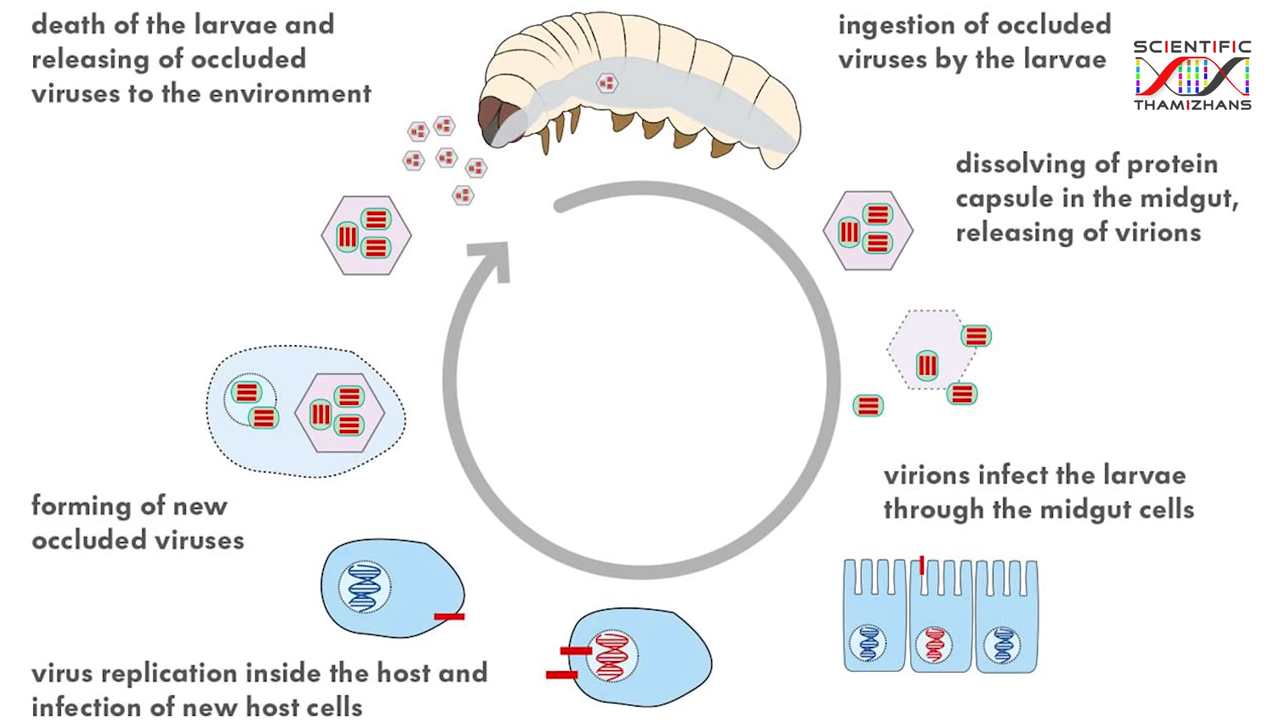 death of the larvae and
releasing of occluded
viruses to the environment
ingestion of occluded
viruses by the larvae
SCIENTIFIC
THAMIZHANS
dissolving of protein
capsule in the midgut,
releasing of virions
virions infect the larvae
through the midgut cells
forming of new
occluded viruses
virus replication inside the host and
infection of new host cells